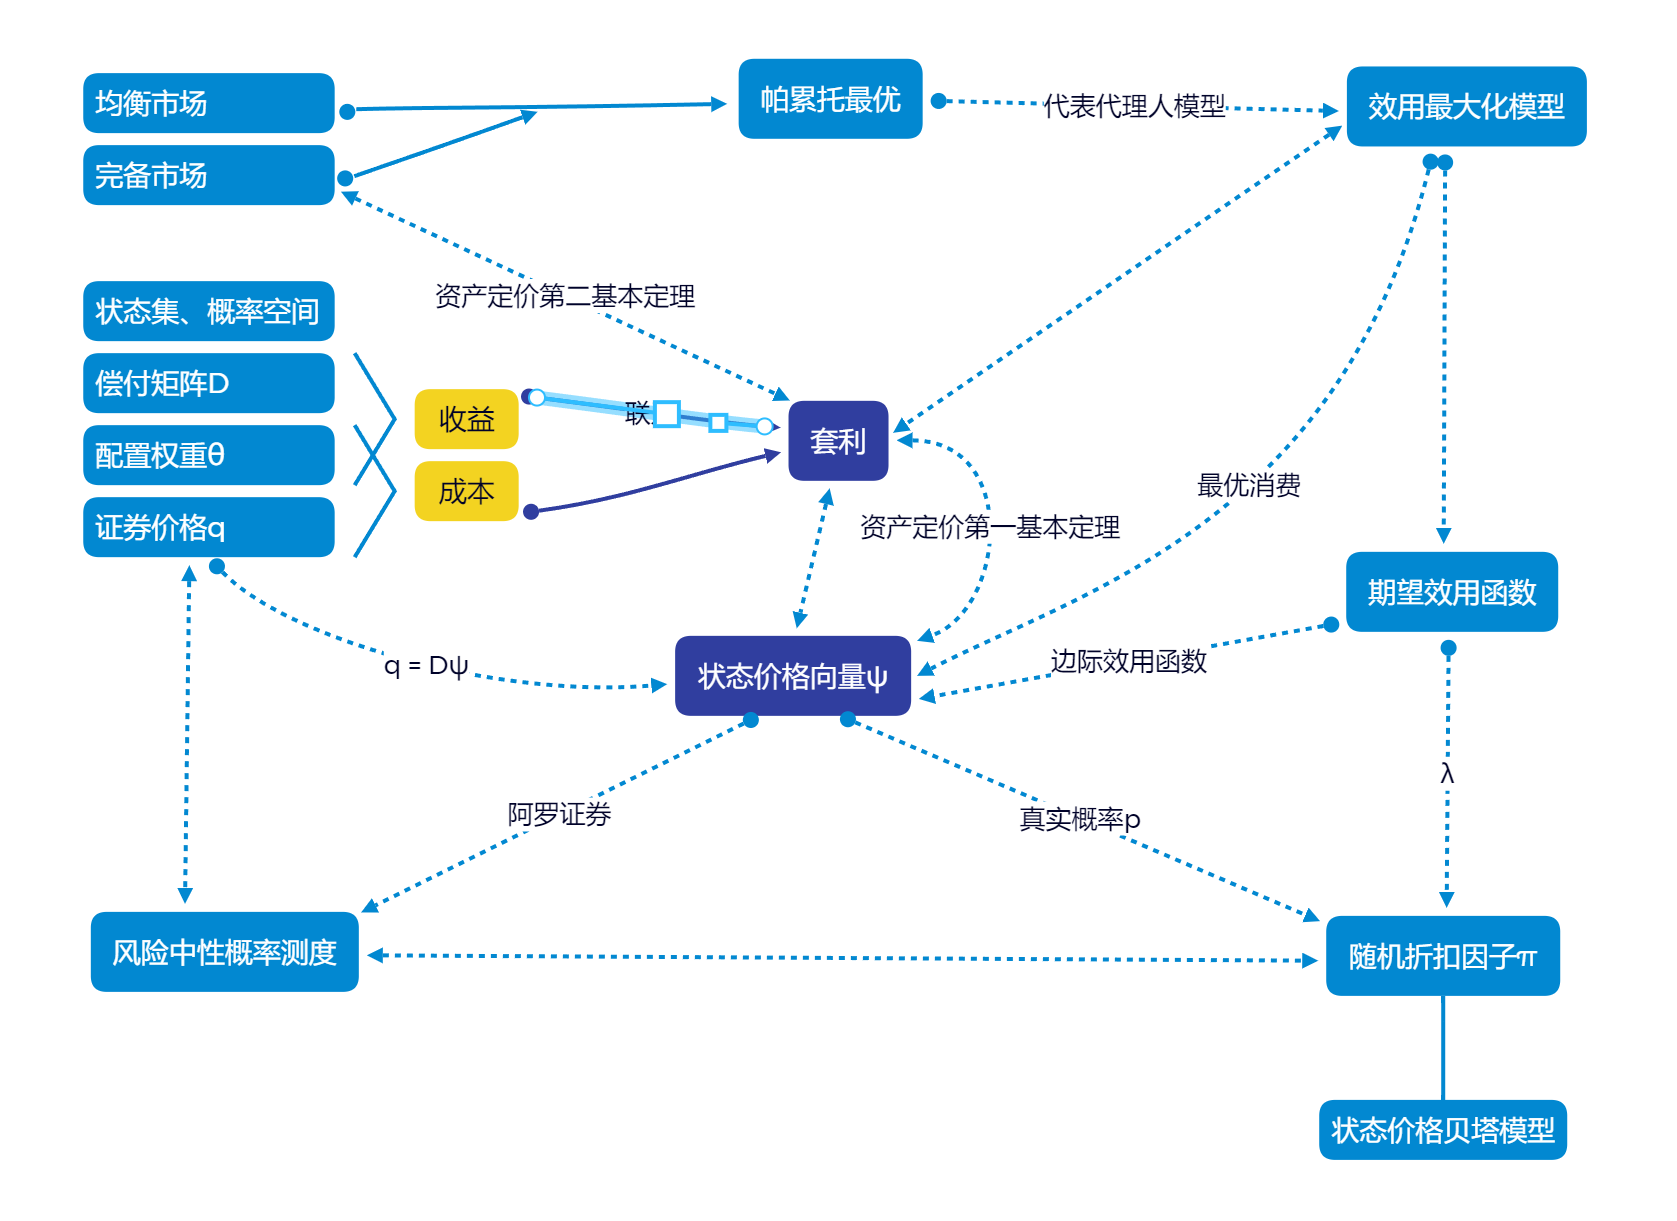 均衡市场
帕累托最优
代表代理人模型
效用最大化模型
完备市场
资产定价第二基本定理
状态集、概率空间
偿付矩阵D
配置权重θ
证券价格q
收益
联
成本
套利
资产定价第一基本定理
最优消费
期望效用函数
q = Dψ
状态价格向量ψ
边际效用函数
λ
阿罗证券
真实概率p
风险中性概率测度
随机折扣因子π
状态价格贝塔模型